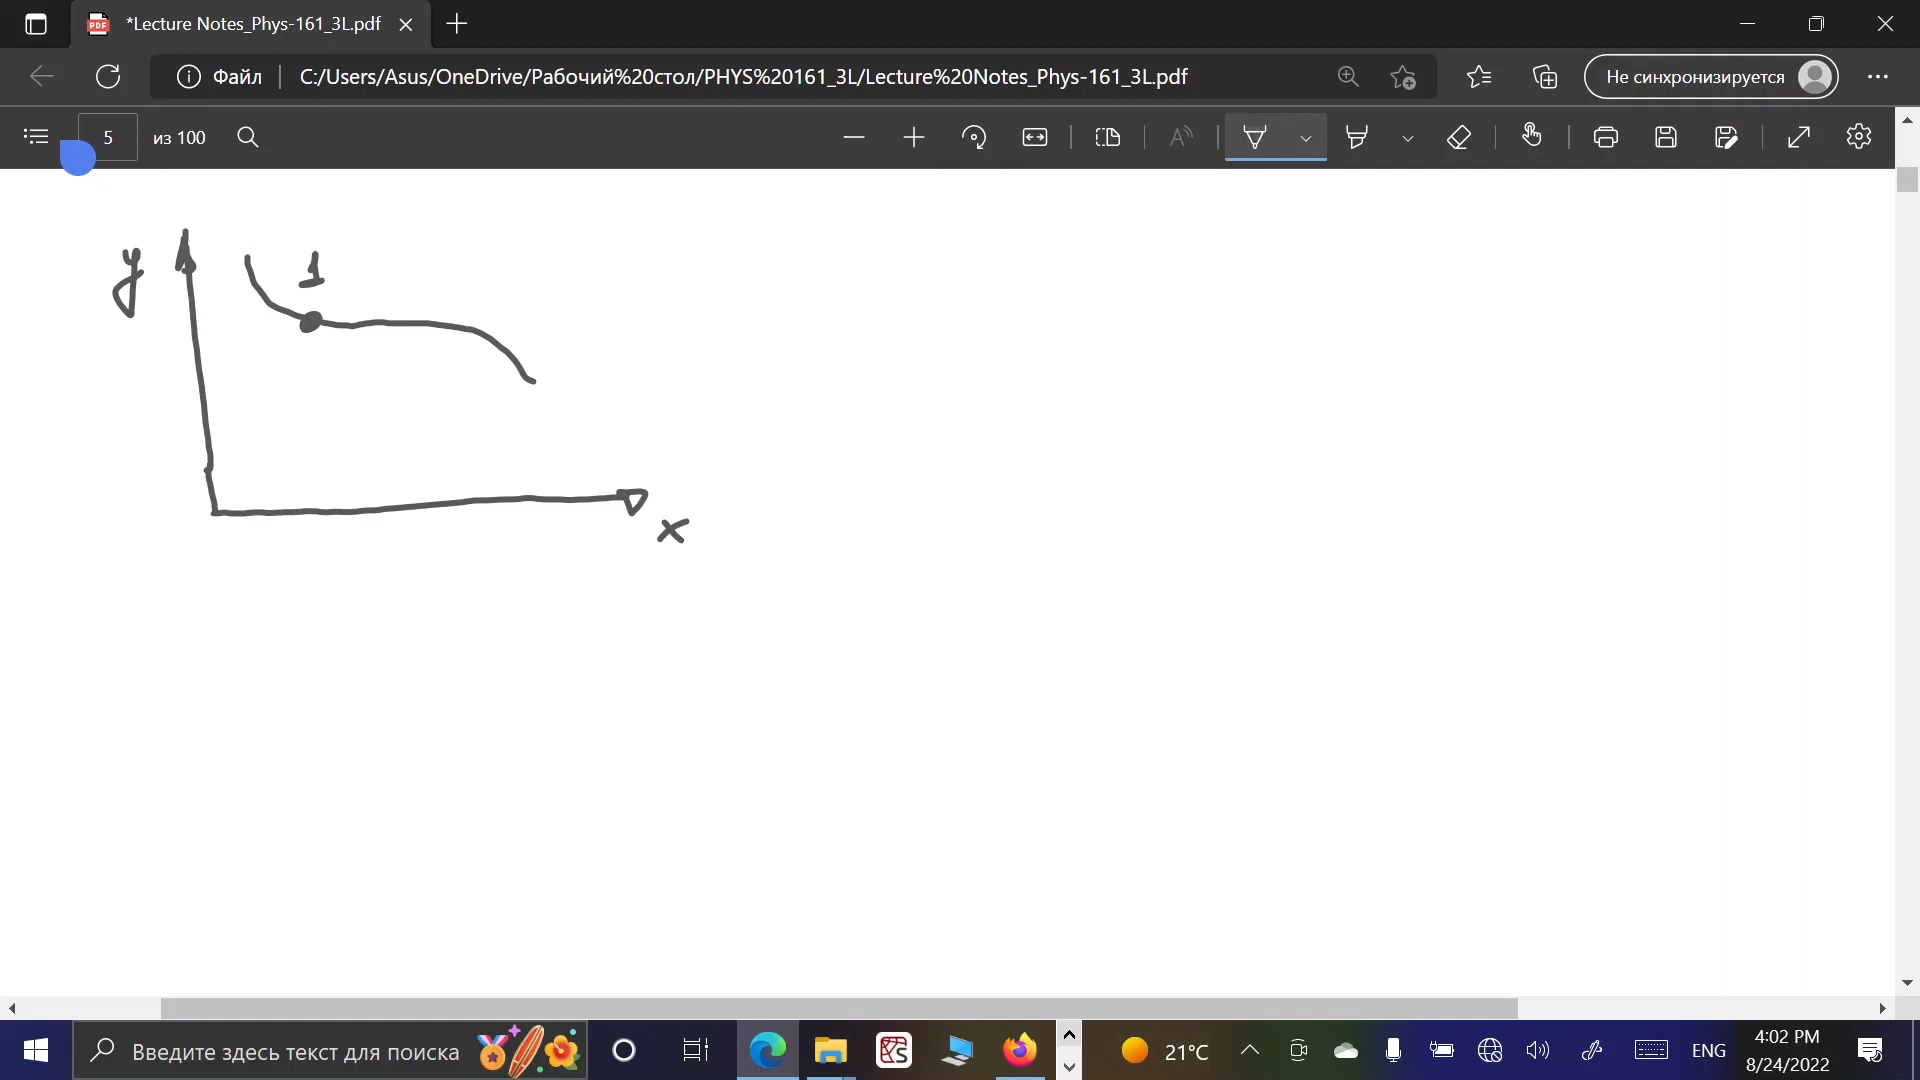 *Lecture Notes_Phys-161_3L.pdf
Файл C:/Users/Asus/OneDrive/Рабочий%20стол/PHYS%20161_3L/Lecture%20Notes_Phys-161_3L.pdf Не синхронизируется
5 из 100
y
1
x
Введите здесь текст для поиска 21°C ENG 4:02 PM
8/24/2022